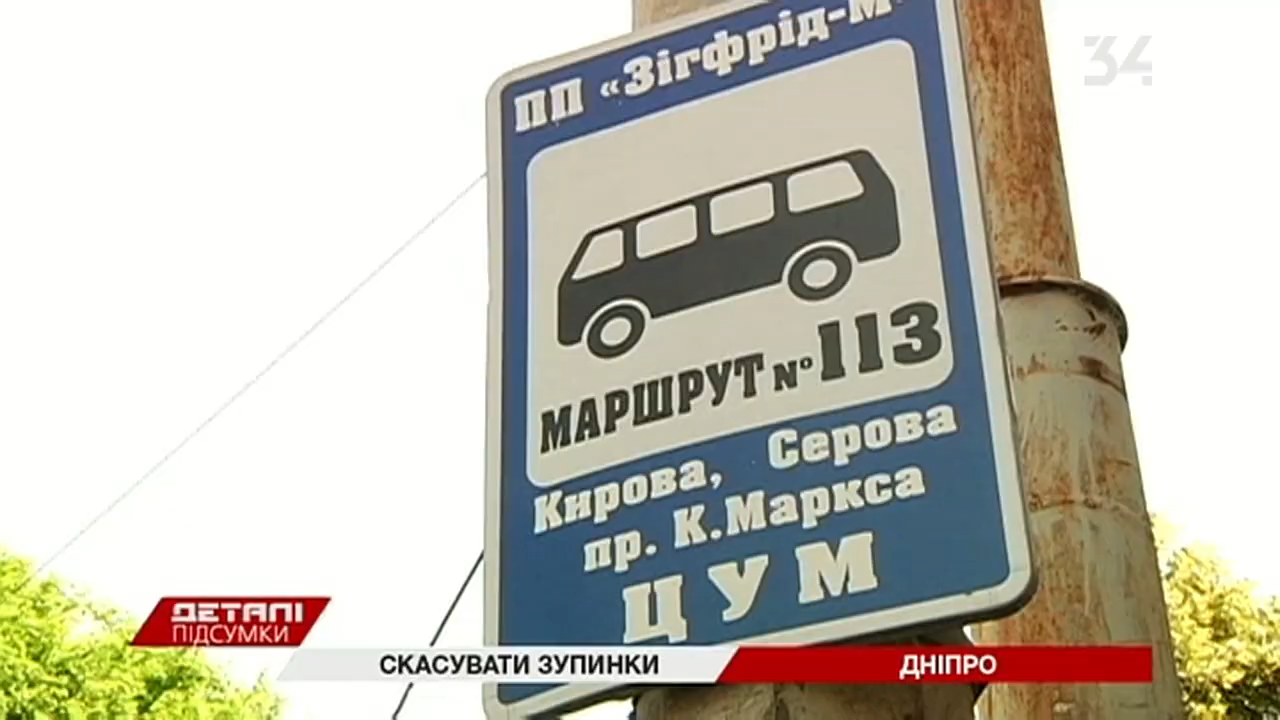 ПП «Зігфрід-М
34
МАРШРУТ №113
Кирова, Серова
пр. К.Маркса
ЦУМ
ДЕТАЛІ
ПІДСУМКИ
СКАСУВАТИ ЗУПИНКИ
ДНІПРО